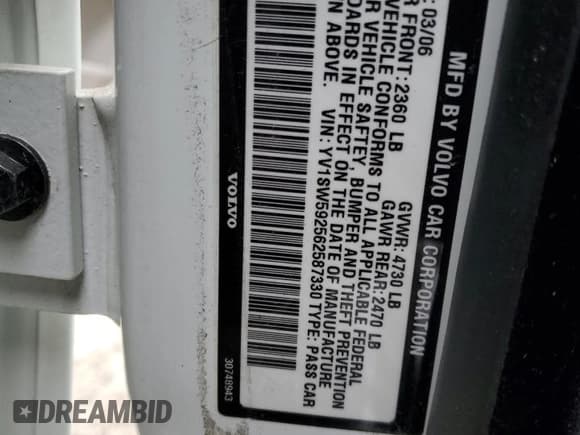 MFD BY VOLVO CAR CORPORATION
: 03/06 GVWR: 4730 LB
R FRONT: 2360 LB GAWR REAR: 2470 LB
VEHICLE CONFORMS TO ALL APPLICABLE FEDERAL
R VEHICLE SAFTEY, BUMPER AND THEFT PREVENTION
DARDS IN EFFECT ON THE DATE OF MANUFACTURE
N ABOVE. VIN: YV1SW592562587330 TYPE: PASS CAR
VOLVO 30748943
DREAMBID